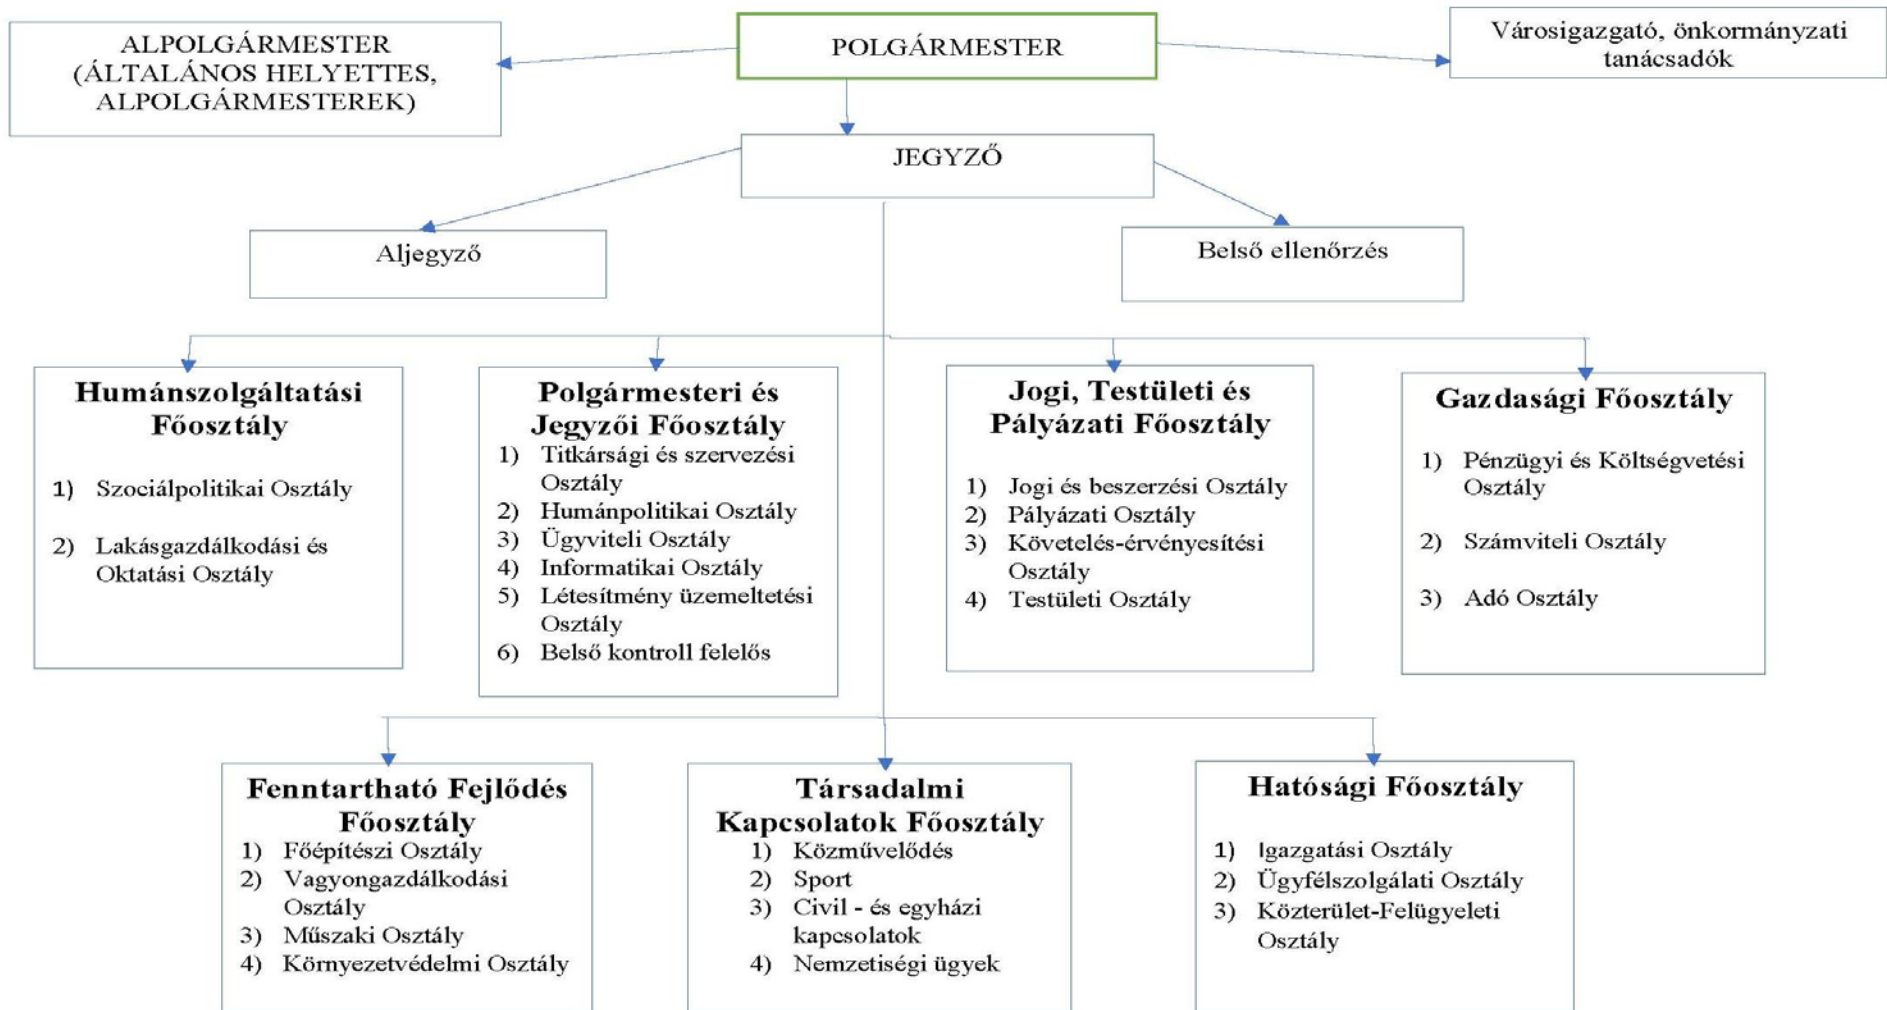 ALPOLGÁRMESTER
(ÁLTALÁNOS HELYETTES,
ALPOLGÁRMESTEREK)
POLGÁRMESTER
Városigazgató, önkormányzati
tanácsadók
JEGYZŐ
Aljegyző
Belső ellenőrzés
Humánszolgáltatási
Főosztály
1) Szociálpolitikai Osztály
2) Lakásgazdálkodási és
Oktatási Osztály
Polgármesteri és
Jegyzői Főosztály
1) Titkársági és szervezési
Osztály
2) Humánpolitikai Osztály
3) Ügyviteli Osztály
4) Informatikai Osztály
5) Létesítmény üzemeltetési
Osztály
6) Belső kontroll felelős
Jogi, Testületi és
Pályázati Főosztály
1) Jogi és beszerzési Osztály
2) Pályázati Osztály
3) Követelés-érvényesítési
Osztály
4) Testületi Osztály
Gazdasági Főosztály
1) Pénzügyi és Költségvetési
Osztály
2) Számviteli Osztály
3) Adó Osztály
Fenntartható Fejlődés
Főosztály
1) Főépítészi Osztály
2) Vagyongazdálkodási
Osztály
3) Műszaki Osztály
4) Környezetvédelmi Osztály
Társadalmi
Kapcsolatok Főosztály
1) Közművelődés
2) Sport
3) Civil - és egyházi
kapcsolatok
4) Nemzetiségi ügyek
Hatósági Főosztály
1) Igazgatási Osztály
2) Ügyfélszolgálati Osztály
3) Közterület-Felügyeleti
Osztály